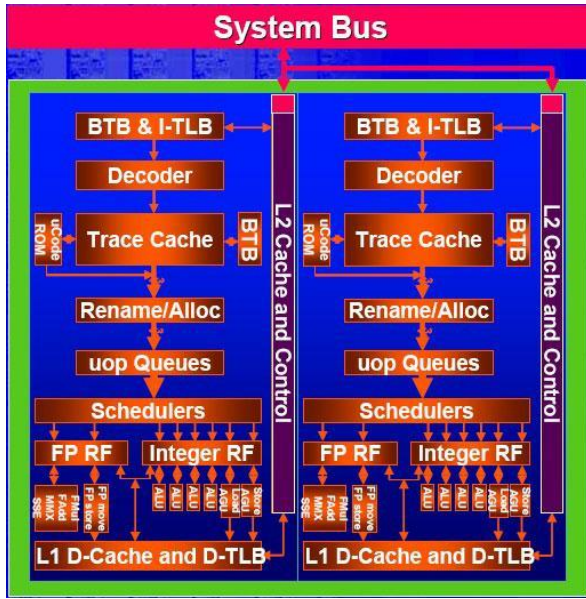 System Bus
BTB & I-TLB
Decoder
Trace Cache
BTB
uCode
ROM
3
Rename/Alloc
3
uop Queues
Schedulers
FP RF
Integer RF
FMul
FAdd
MMX
SSE
FP move
FP store
ALU
ALU
ALU
ALU
Load
AGU
Store
AGU
L1 D-Cache and D-TLB
L2 Cache and Control
BTB & I-TLB
Decoder
Trace Cache
BTB
uCode
ROM
3
Rename/Alloc
3
uop Queues
Schedulers
FP RF
Integer RF
FMul
FAdd
MMX
SSE
FP move
FP store
ALU
ALU
ALU
ALU
Load
AGU
Store
AGU
L1 D-Cache and D-TLB
L2 Cache and Control